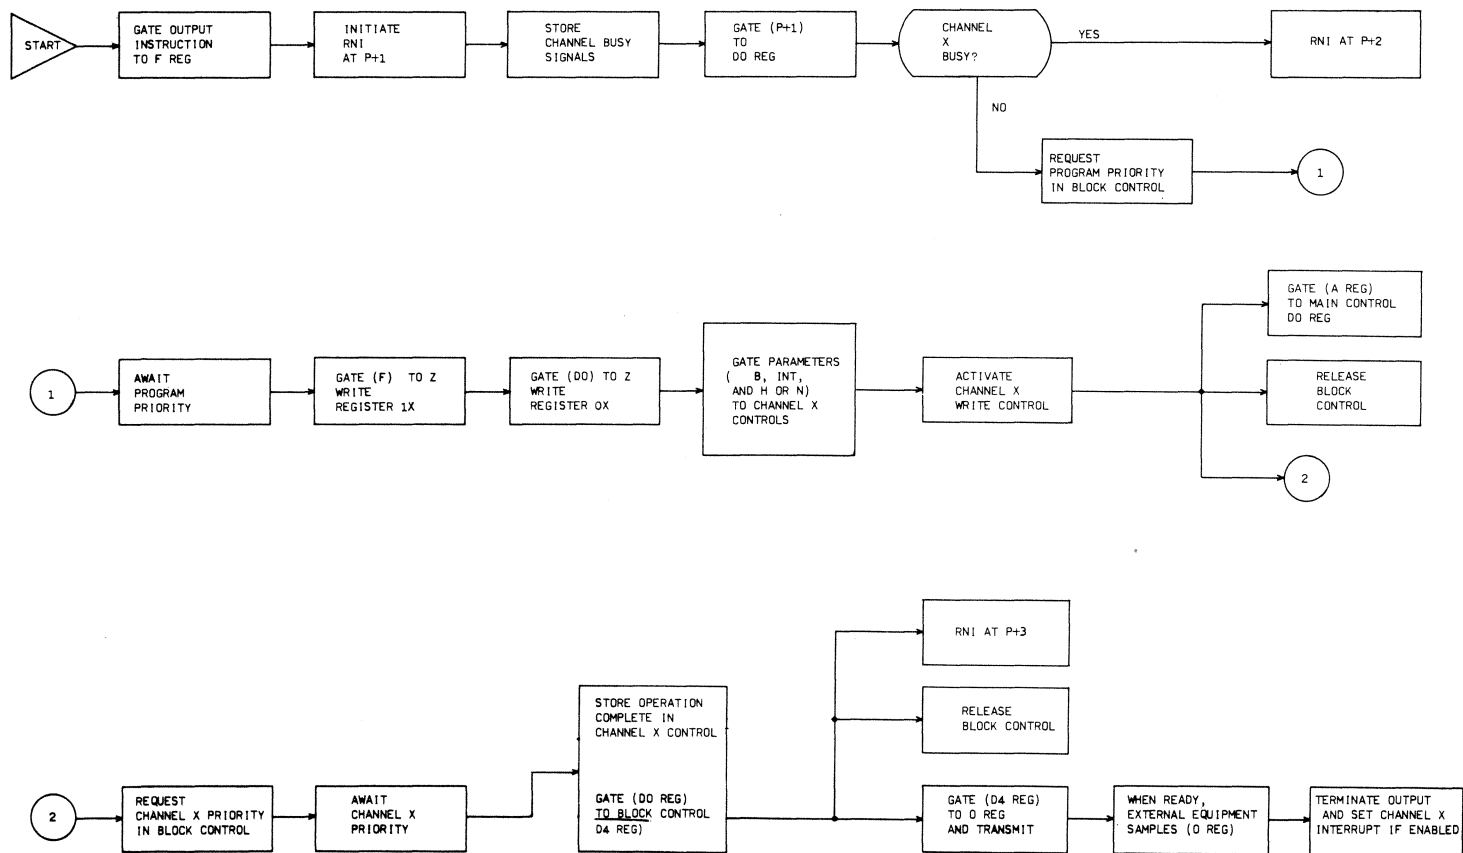 START
GATE OUTPUT
INSTRUCTION
TO F REG
INITIATE
RNI
AT P+1
STORE
CHANNEL BUSY
SIGNALS
GATE (P+1)
TO
DO REG
CHANNEL
X
BUSY?
YES
RNI AT P+2
NO
REQUEST
PROGRAM PRIORITY
IN BLOCK CONTROL
1
1
AWAIT
PROGRAM
PRIORITY
GATE (F) TO Z
WRITE
REGISTER 1X
GATE (DO) TO Z
WRITE
REGISTER 0X
GATE PARAMETERS
( B, INT,
AND H OR N)
TO CHANNEL X
CONTROLS
ACTIVATE
CHANNEL X
WRITE CONTROL
GATE (A REG)
TO MAIN CONTROL
DO REG
RELEASE
BLOCK
CONTROL
2
2
REQUEST
CHANNEL X PRIORITY
IN BLOCK CONTROL
AWAIT
CHANNEL X
PRIORITY
STORE OPERATION
COMPLETE IN
CHANNEL X CONTROL
GATE (DO REG)
TO BLOCK CONTROL
D4 REG)
RNI AT P+3
RELEASE
BLOCK CONTROL
GATE (D4 REG)
TO O REG
AND TRANSMIT
WHEN READY,
EXTERNAL EQUIPMENT
SAMPLES (O REG)
TERMINATE OUTPUT
AND SET CHANNEL X
INTERRUPT IF ENABLED